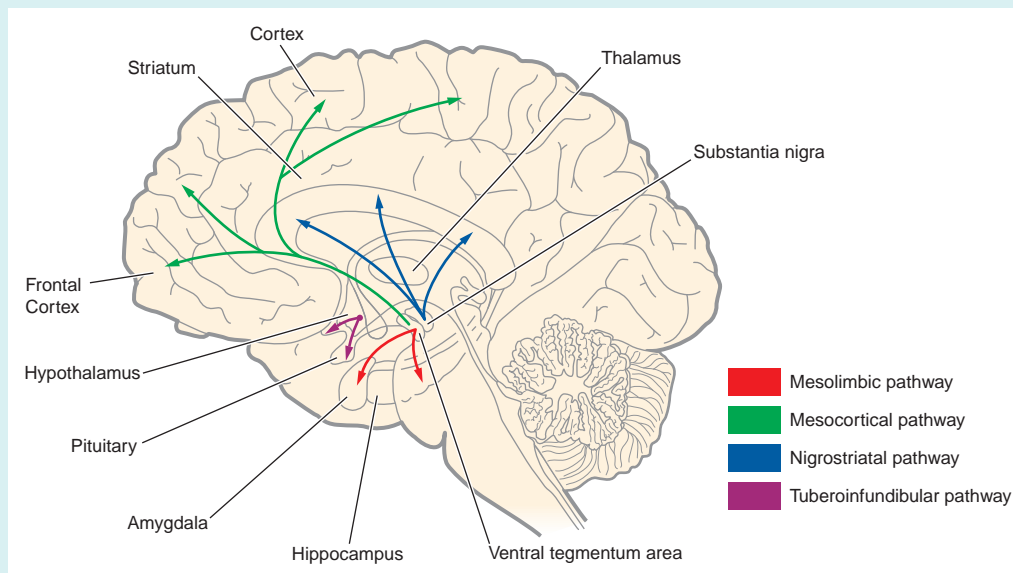 Cortex
Striatum
Thalamus
Substantia nigra
Frontal
Cortex
Hypothalamus
Pituitary
Amygdala
Hippocampus
Ventral tegmentum area
Mesolimbic pathway
Mesocortical pathway
Nigrostriatal pathway
Tuberoinfundibular pathway